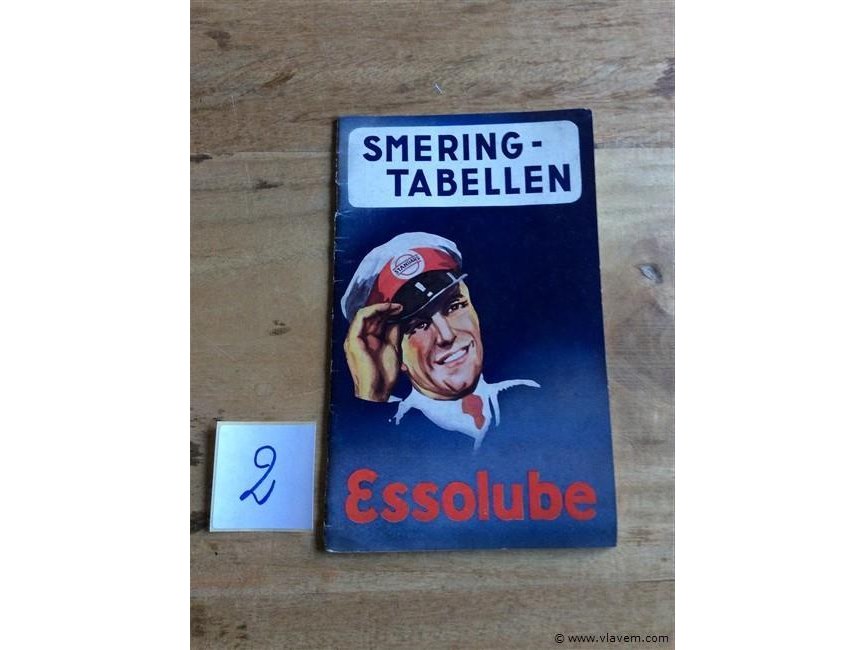 SMERING-
TABELLEN
STANDARD
Essolube
2
© www.vlavem.com